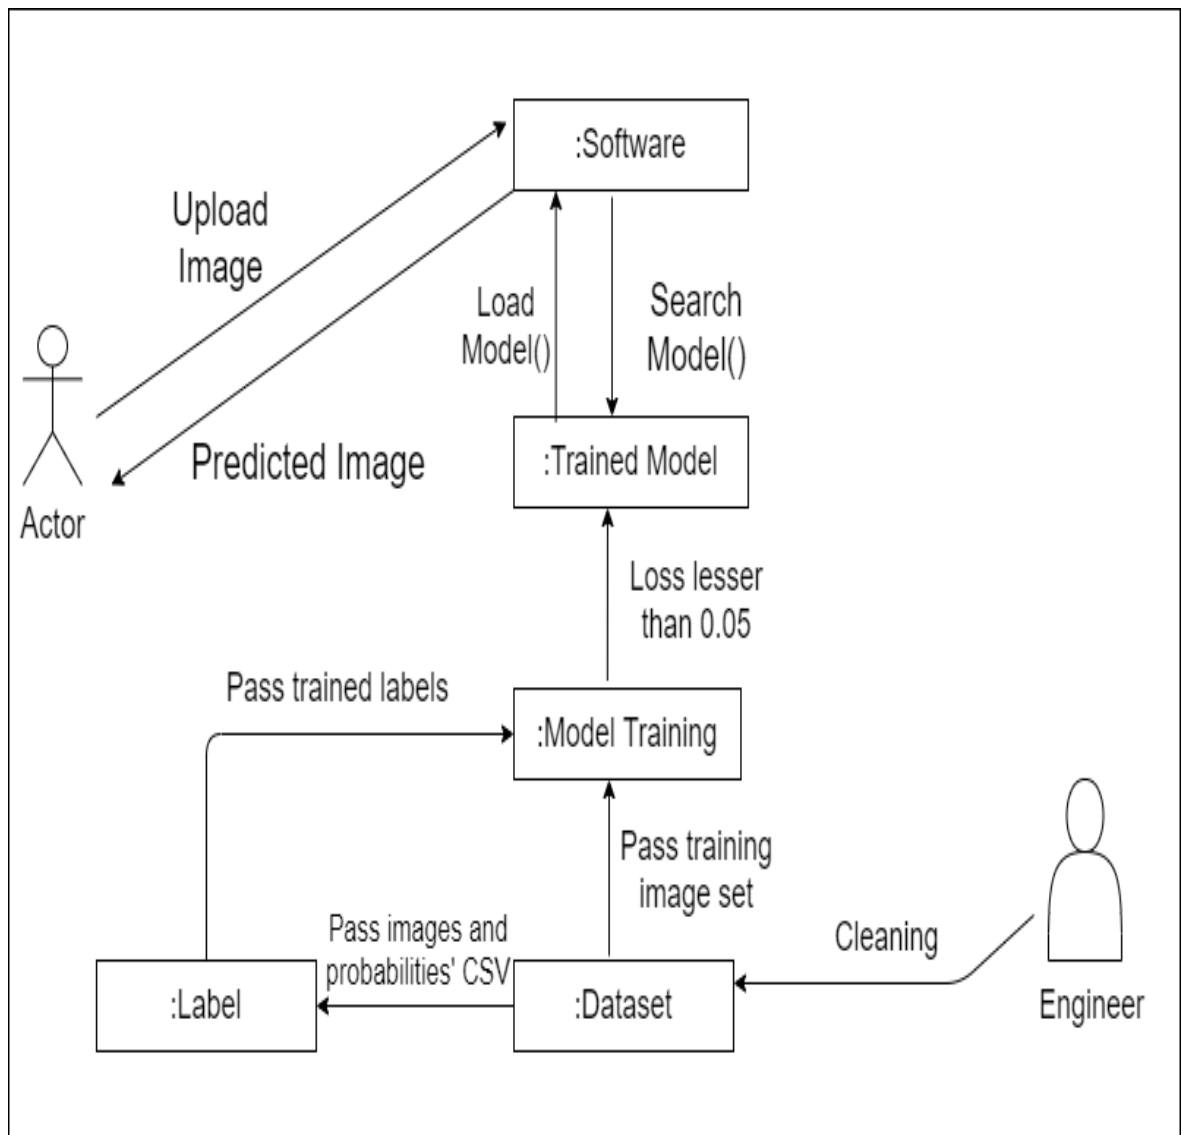 :Software
Upload
Image
Load
Model()
Search
Model()
Predicted Image
:Trained Model
Actor
Loss lesser
than 0.05
Pass trained labels
:Model Training
Pass training
image set
Pass images and
probabilities' CSV
Cleaning
:Label
:Dataset
Engineer